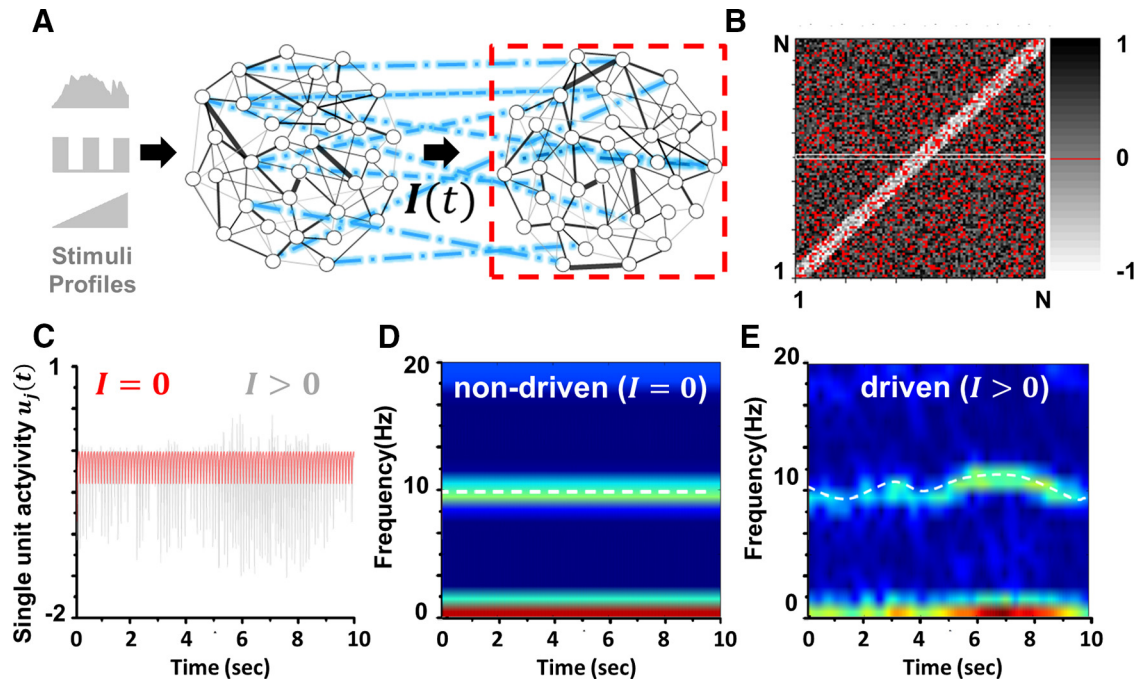 A
Stimuli
Profiles
I(t)
B
N
1
1
N
1
0
-1
C
Single unit actyivity u_j(t)
1
-2
I = 0
I > 0
0 2 4 6 8 10
Time (sec)
D
Frequency(Hz)
20
10
0
non-driven (I = 0)
0 2 4 6 8 10
Time (sec)
E
Frequency(Hz)
20
10
0
driven (I > 0)
0 2 4 6 8 10
Time (sec)